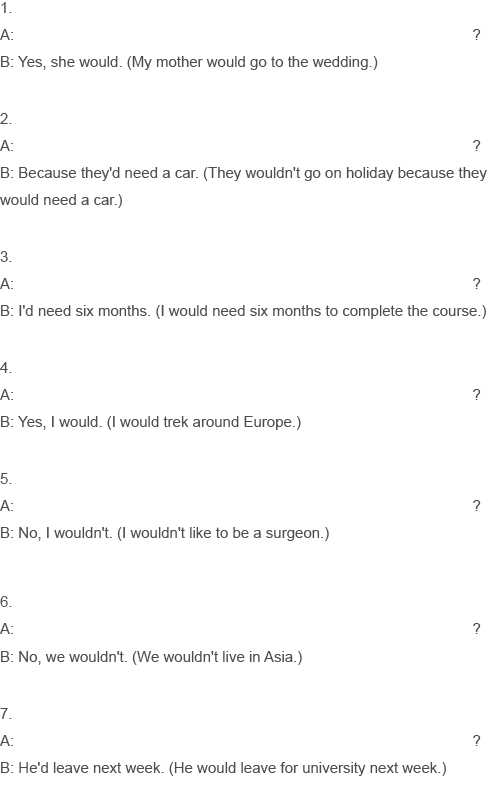 1.
A: ?
B: Yes, she would. (My mother would go to the wedding.)
2.
A: ?
B: Because they'd need a car. (They wouldn't go on holiday because they
would need a car.)
3.
A: ?
B: I'd need six months. (I would need six months to complete the course.)
4.
A: ?
B: Yes, I would. (I would trek around Europe.)
5.
A: ?
B: No, I wouldn't. (I wouldn't like to be a surgeon.)
6.
A: ?
B: No, we wouldn't. (We wouldn't live in Asia.)
7.
A: ?
B: He'd leave next week. (He would leave for university next week.)